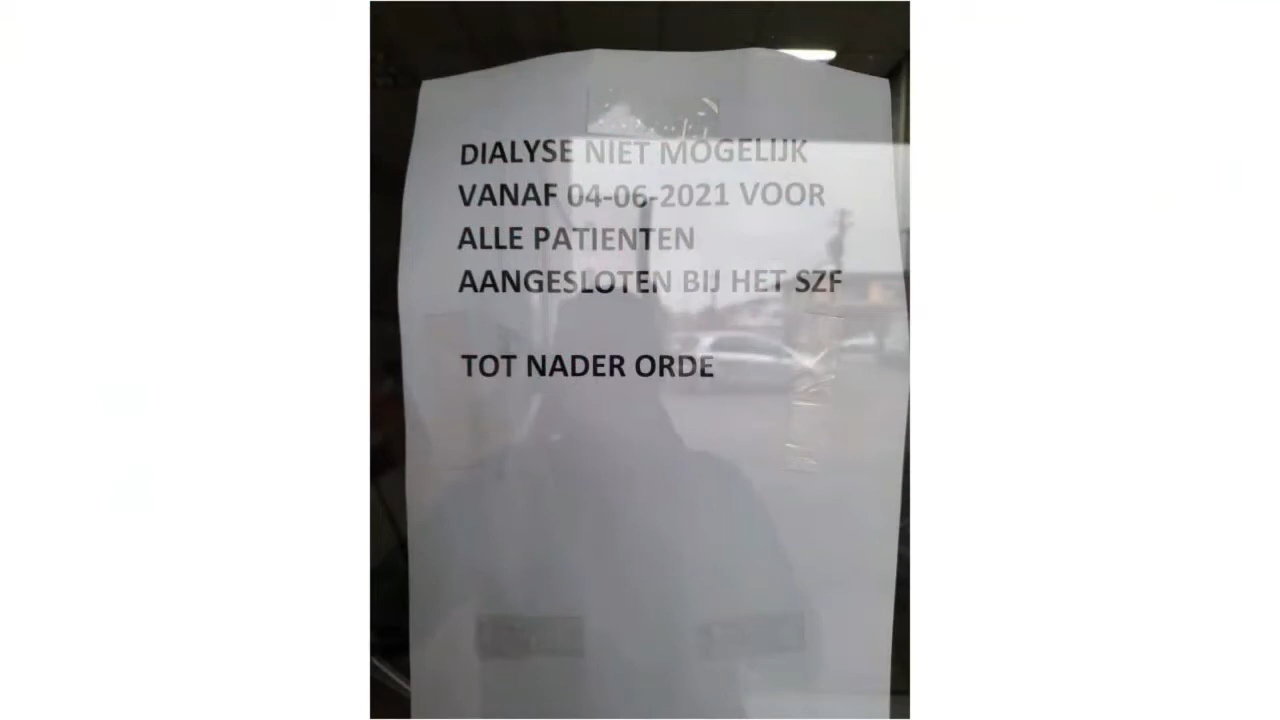 DIALYSE NIET MOGELIJK
VANAF 04-06-2021 VOOR
ALLE PATIENTEN
AANGESLOTEN BIJ HET SZF
TOT NADER ORDE